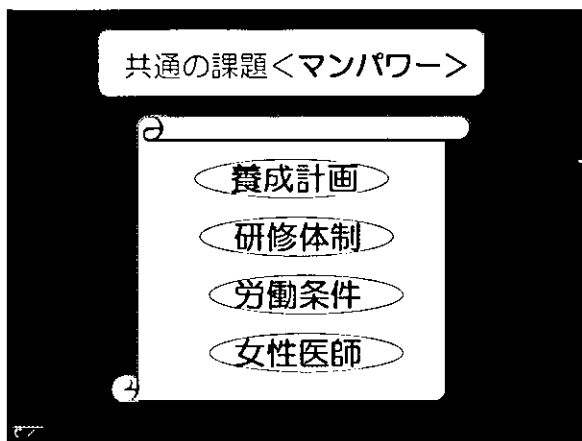 共通の課題＜マンパワー＞
養成計画
研修体制
労働条件
女性医師